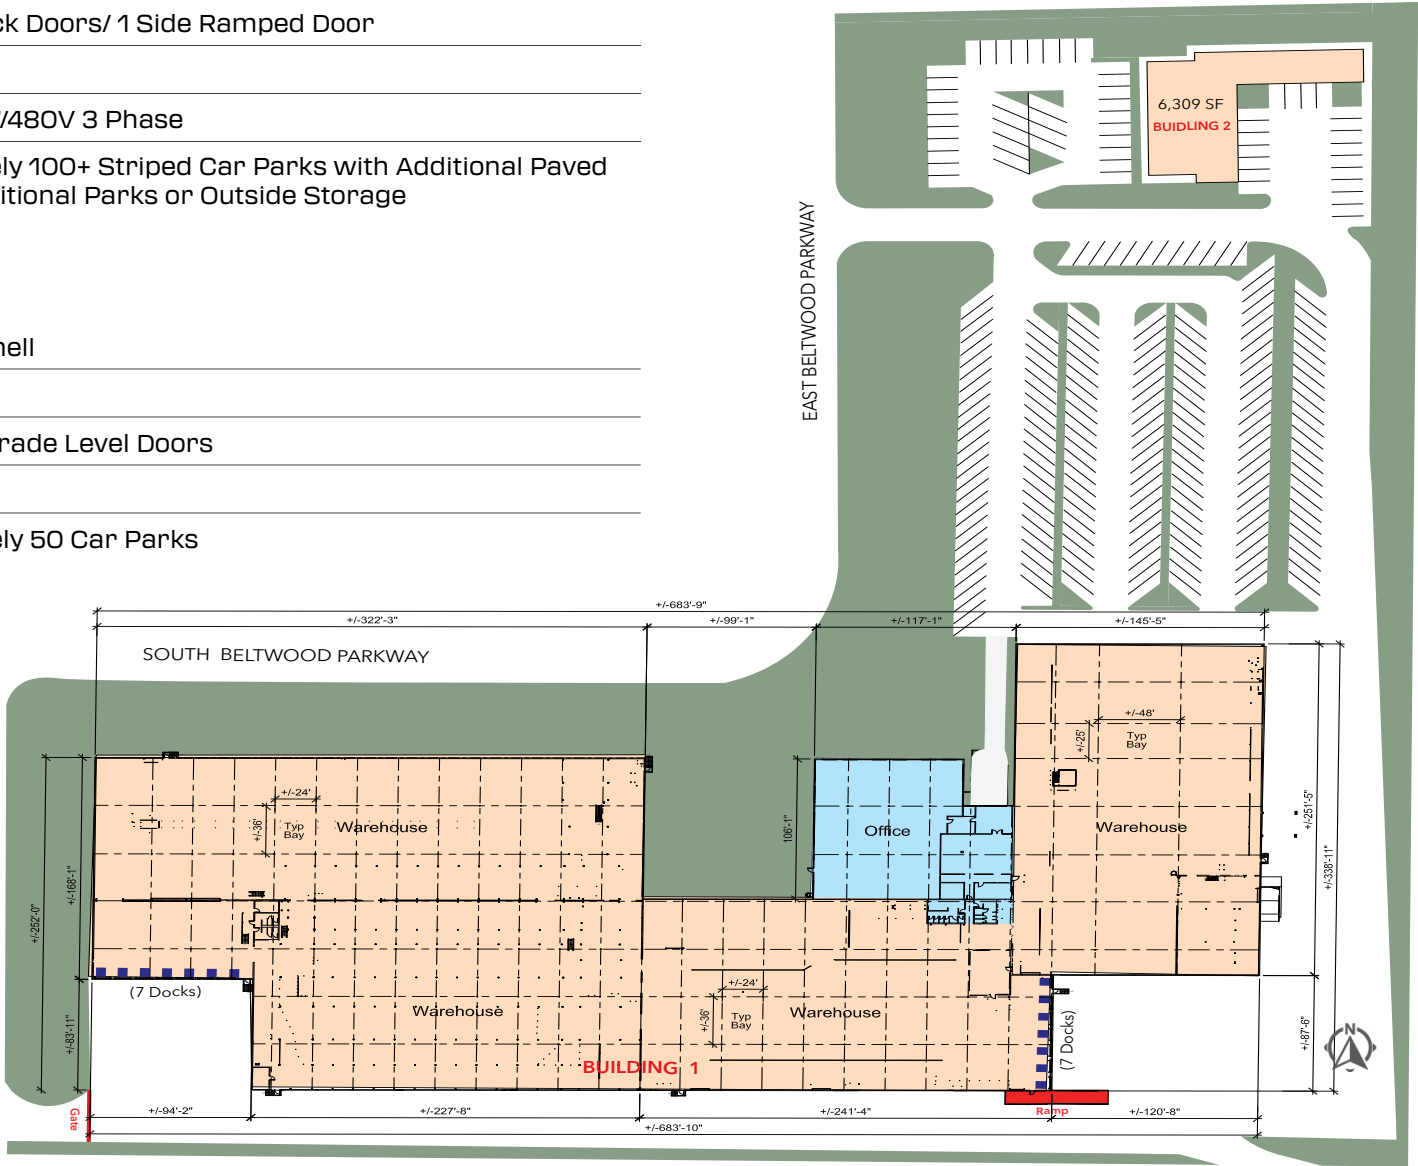 ck Doors/ 1 Side Ramped Door
/480V 3 Phase
ely 100+ Striped Car Parks with Additional Paved
itional Parks or Outside Storage
hell
rade Level Doors
ely 50 Car Parks
6,309 SF
BUIDLING 2
EAST BELTWOOD PARKWAY
+/-683'-9"
+/-322'-3"
+/-99'-1"
+/-117'-1"
+/-145'-5"
SOUTH BELTWOOD PARKWAY
+/-48'
+/-25'
Typ
Bay
+/-24'
+/-36'
Typ
Bay
Warehouse
106'-1"
Office
Warehouse
+/-251'-5"
+/-338'-11"
+/-168'-1"
+/-252'-0"
(7 Docks)
+/-24'
+/-36'
Typ
Bay
Warehouse
Warehouse
(7 Docks)
+/-83'-11"
+/-87'-6"
N
BUILDING 1
Gate
+/-94'-2"
+/-227'-8"
+/-241'-4"
Ramp
+/-120'-8"
+/-683'-10"